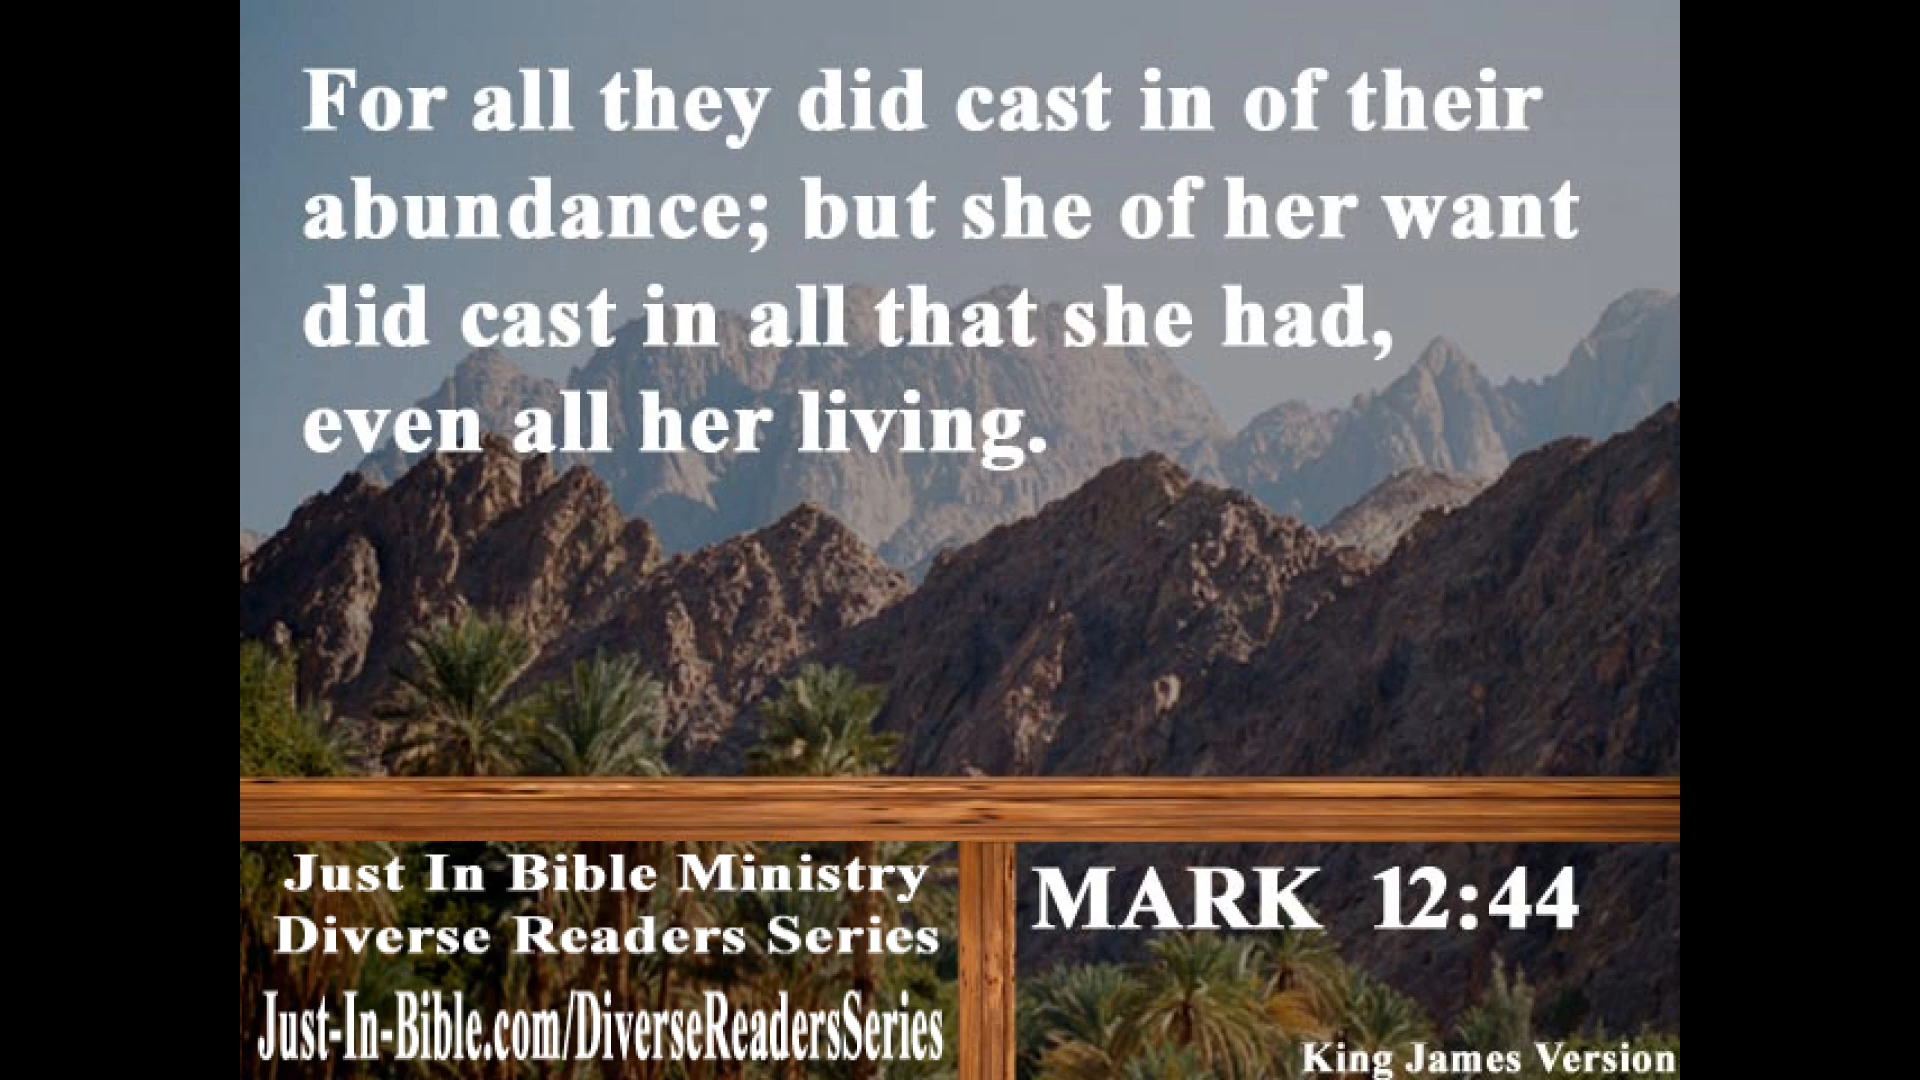 For all they did cast in of their
abundance; but she of her want
did cast in all that she had,
even all her living.
Just In Bible Ministry
Diverse Readers Series
Just-In-Bible.com/DiverseReadersSeries
MARK 12:44
King James Version